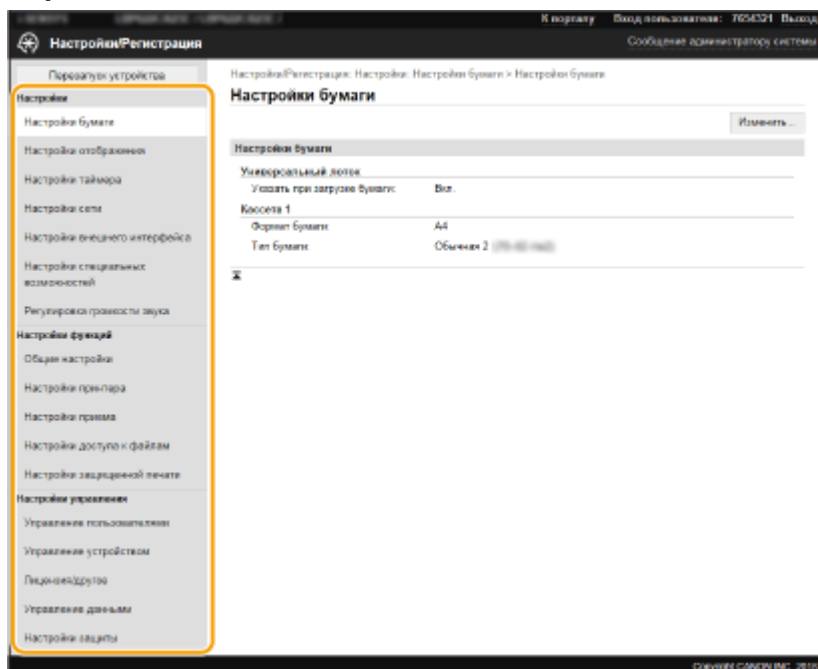 К порталу Вход пользователя: 7654321 Выход
Настройки/Регистрация
Сообщение администратору системы
Перезапуск устройства
Настройки
Настройки бумаги
Настройки отображения
Настройки таймера
Настройки сети
Настройки внешнего интерфейса
Настройки специальных
возможностей
Регулировка громкости звука
Настройки функций
Общие настройки
Настройки принтера
Настройки приема
Настройки доступа к файлам
Настройки защищенной печати
Настройки управления
Управление пользователями
Управление устройством
Лицензия/другое
Управление данными
Настройки защиты
Настройки/Регистрация: Настройки: Настройки бумаги > Настройки бумаги
Настройки бумаги
Изменить...
Настройки бумаги
Универсальный лоток
Указать при загрузке бумаги: Вкл.
Кассета 1
Формат бумаги: A4
Тип бумаги: Обычная 2
Copyright CANON INC. 2018